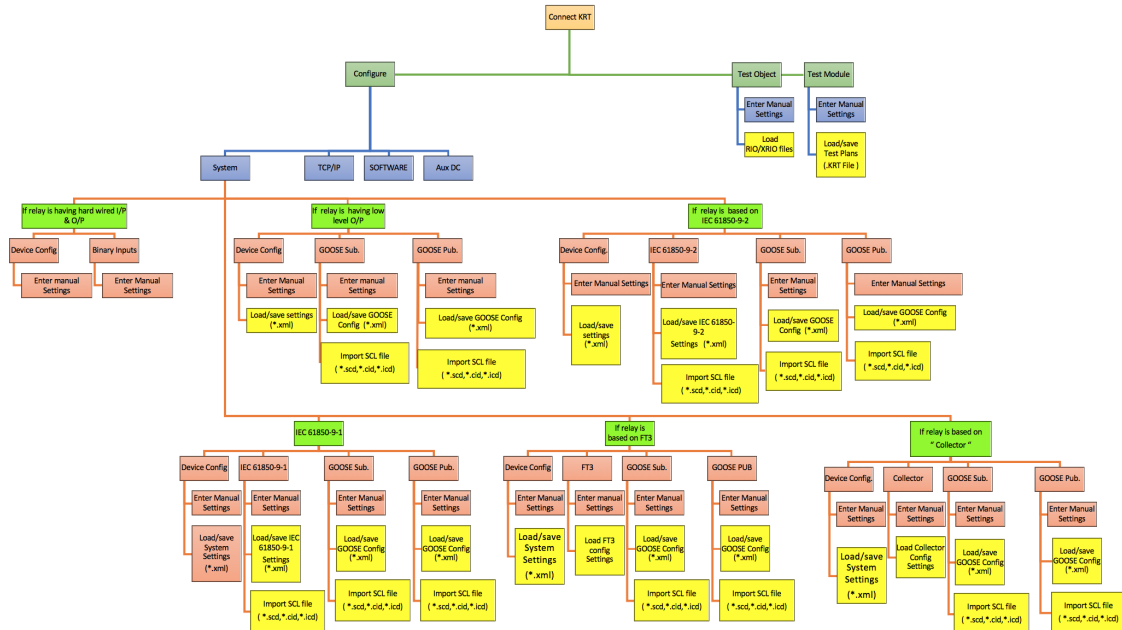 Connect KRT
Configure
Test Object
Test Module
Enter Manual
Settings
Enter Manual
Settings
Load
RIO/XRIO files
Load/save
Test Plans
(.KRT File )
System
TCP/IP
SOFTWARE
Aux DC
If relay is having hard wired I/P
& O/P
If relay is having low
level O/P
If relay is based on
IEC 61850-9-2
Device Config
Binary Inputs
Device Config
GOOSE Sub.
GOOSE Pub.
Device Config.
IEC 61850-9-2
GOOSE Sub.
GOOSE Pub.
Enter manual
Settings
Enter Manual
Settings
Enter Manual
Settings
Enter manual
Settings
Enter manual
Settings
Enter Manual Settings
Enter Manual Settings
Enter Manual
Settings
Enter Manual Settings
Load/save settings
(*.xml)
Load/save GOOSE
Config (*.xml)
Load/save GOOSE Config
(*.xml)
Load/save
settings
(*.xml)
Load/save IEC 61850-
9-2
Settings (*.xml)
Load/save GOOSE
Config (*.xml)
Load/save GOOSE Config
(*.xml)
Import SCL file
( *.scd,*.cid,*.icd)
Import SCL file
( *.scd,*.cid,*.icd)
Import SCL file
( *.scd,*.cid,*.icd)
Import SCL file
( *.scd,*.cid,*.icd)
Import SCL file
( *.scd,*.cid,*.icd)
IEC 61850-9-1
If relay is
based on FT3
If relay is based on
“ Collector “
Device Config
IEC 61850-9-1
GOOSE Sub.
GOOSE Pub.
Device Config
FT3
GOOSE Sub.
GOOSE PUB
Device Config.
Collector
GOOSE Sub.
GOOSE Pub.
Enter Manual
Settings
Enter Manual
Settings
Enter Manual
Settings
Enter Manual
Settings
Enter Manual
Settings
Enter Manual
Settings
Enter Manual
Settings
Enter Manual
Settings
Enter Manual
Settings
Enter Manual
Settings
Enter Manual
Settings
Enter Manual
Settings
Load/save
System
Settings
(*.xml)
Load/save IEC
61850-9-1
Settings
(*.xml)
Load/save
GOOSE Config
(*.xml)
Load/save
GOOSE Config
(*.xml)
Load/save
System
Settings
(*.xml)
Load FT3
config
Settings
Load/save
GOOSE Config
(*.xml)
Load/save
GOOSE Config
(*.xml)
Load/save
System
Settings
(*.xml)
Load Collector
Config
Settings
Load/save
GOOSE Config
(*.xml)
Load/save
GOOSE Config
(*.xml)
Import SCL file
( *.scd,*.cid,*.icd)
Import SCL file
( *.scd,*.cid,*.icd)
Import SCL file
( *.scd,*.cid,*.icd)
Import SCL file
( *.scd,*.cid,*.icd)
Import SCL file
( *.scd,*.cid,*.icd)
Import SCL file
( *.scd,*.cid,*.icd)
Import SCL file
( *.scd,*.cid,*.icd)